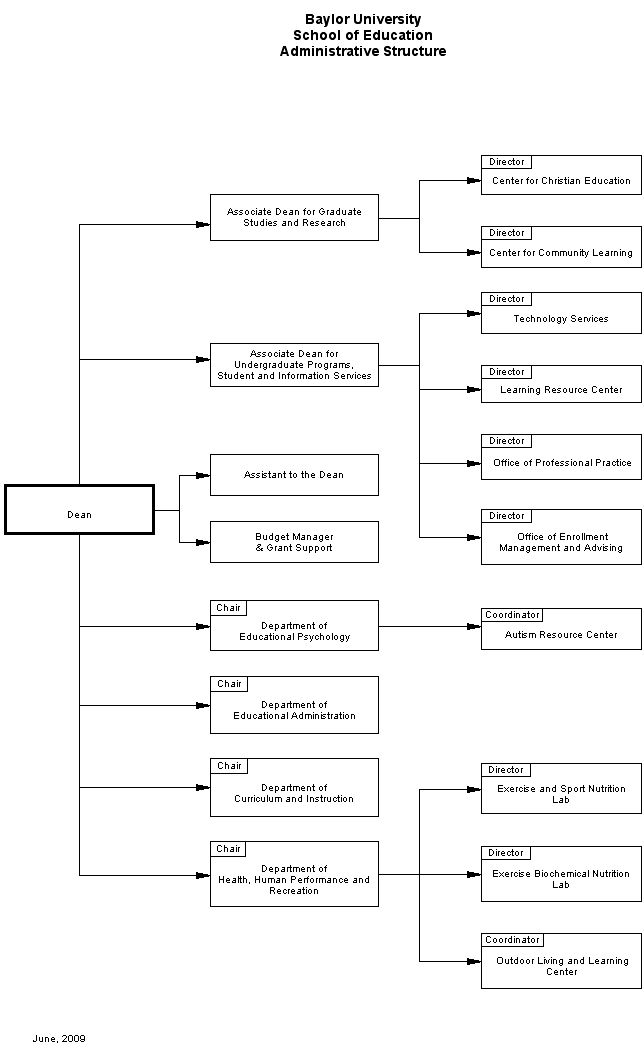 Baylor University
School of Education
Administrative Structure
Director
Center for Christian Education
Associate Dean for Graduate
Studies and Research
Director
Center for Community Learning
Director
Technology Services
Associate Dean for
Undergraduate Programs,
Student and Information Services
Director
Learning Resource Center
Director
Office of Professional Practice
Assistant to the Dean
Dean
Budget Manager
& Grant Support
Director
Office of Enrollment
Management and Advising
Chair
Department of
Educational Psychology
Coordinator
Autism Resource Center
Chair
Department of
Educational Administration
Chair
Department of
Curriculum and Instruction
Director
Exercise and Sport Nutrition
Lab
Chair
Department of
Health, Human Performance and
Recreation
Director
Exercise Biochemical Nutrition
Lab
Coordinator
Outdoor Living and Learning
Center
June, 2009